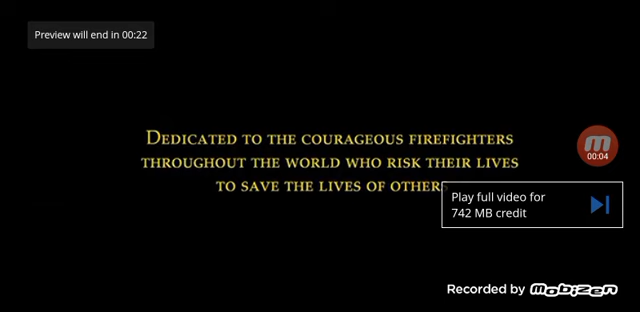 Preview will end in 00:22
DEDICATED TO THE COURAGEOUS FIREFIGHTERS
THROUGHOUT THE WORLD WHO RISK THEIR LIVES
TO SAVE THE LIVES OF OTHERS
00:04
Play full video for
742 MB credit
Recorded by mobizen